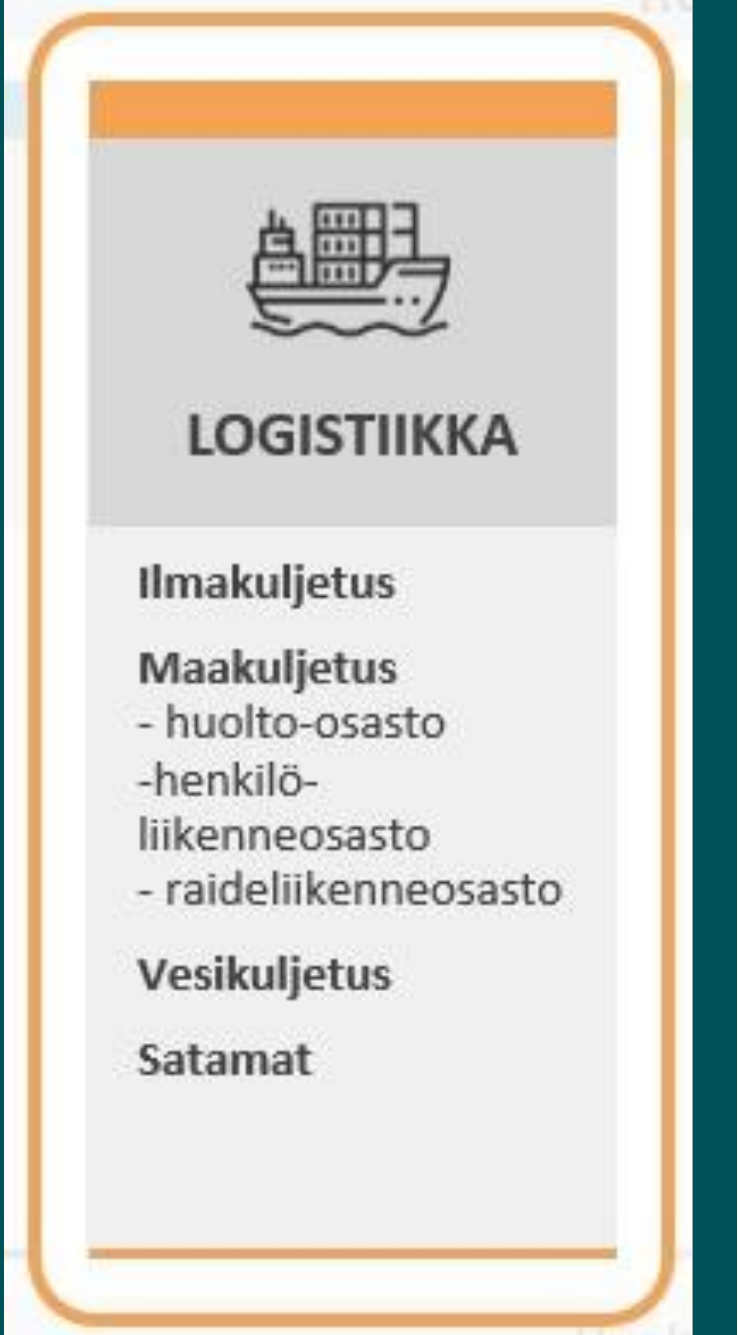 LOGISTIIKKA
Ilmakuljetus
Maakuljetus
- huolto-osasto
-henkilö-
liikenneosasto
- raideliikenneosasto
Vesikuljetus
Satamat